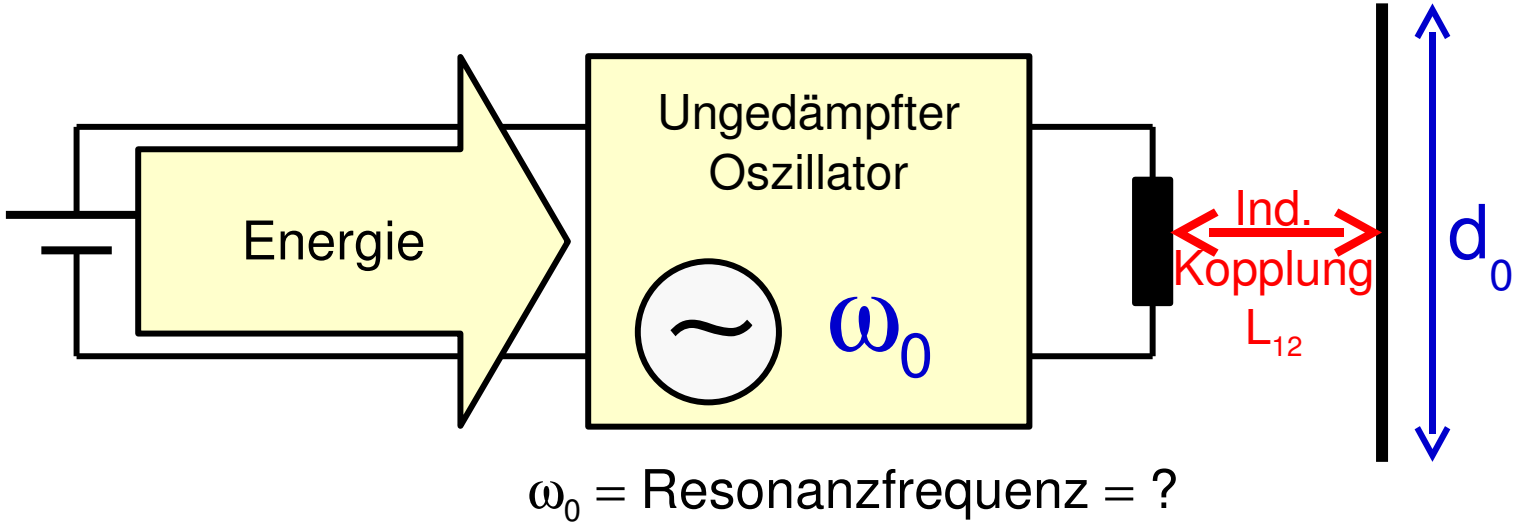 Ungedämpfter
Oszillator
Energie
~
ω₀
Ind.
Kopplung
L₁₂
d₀
ω₀ = Resonanzfrequenz = ?